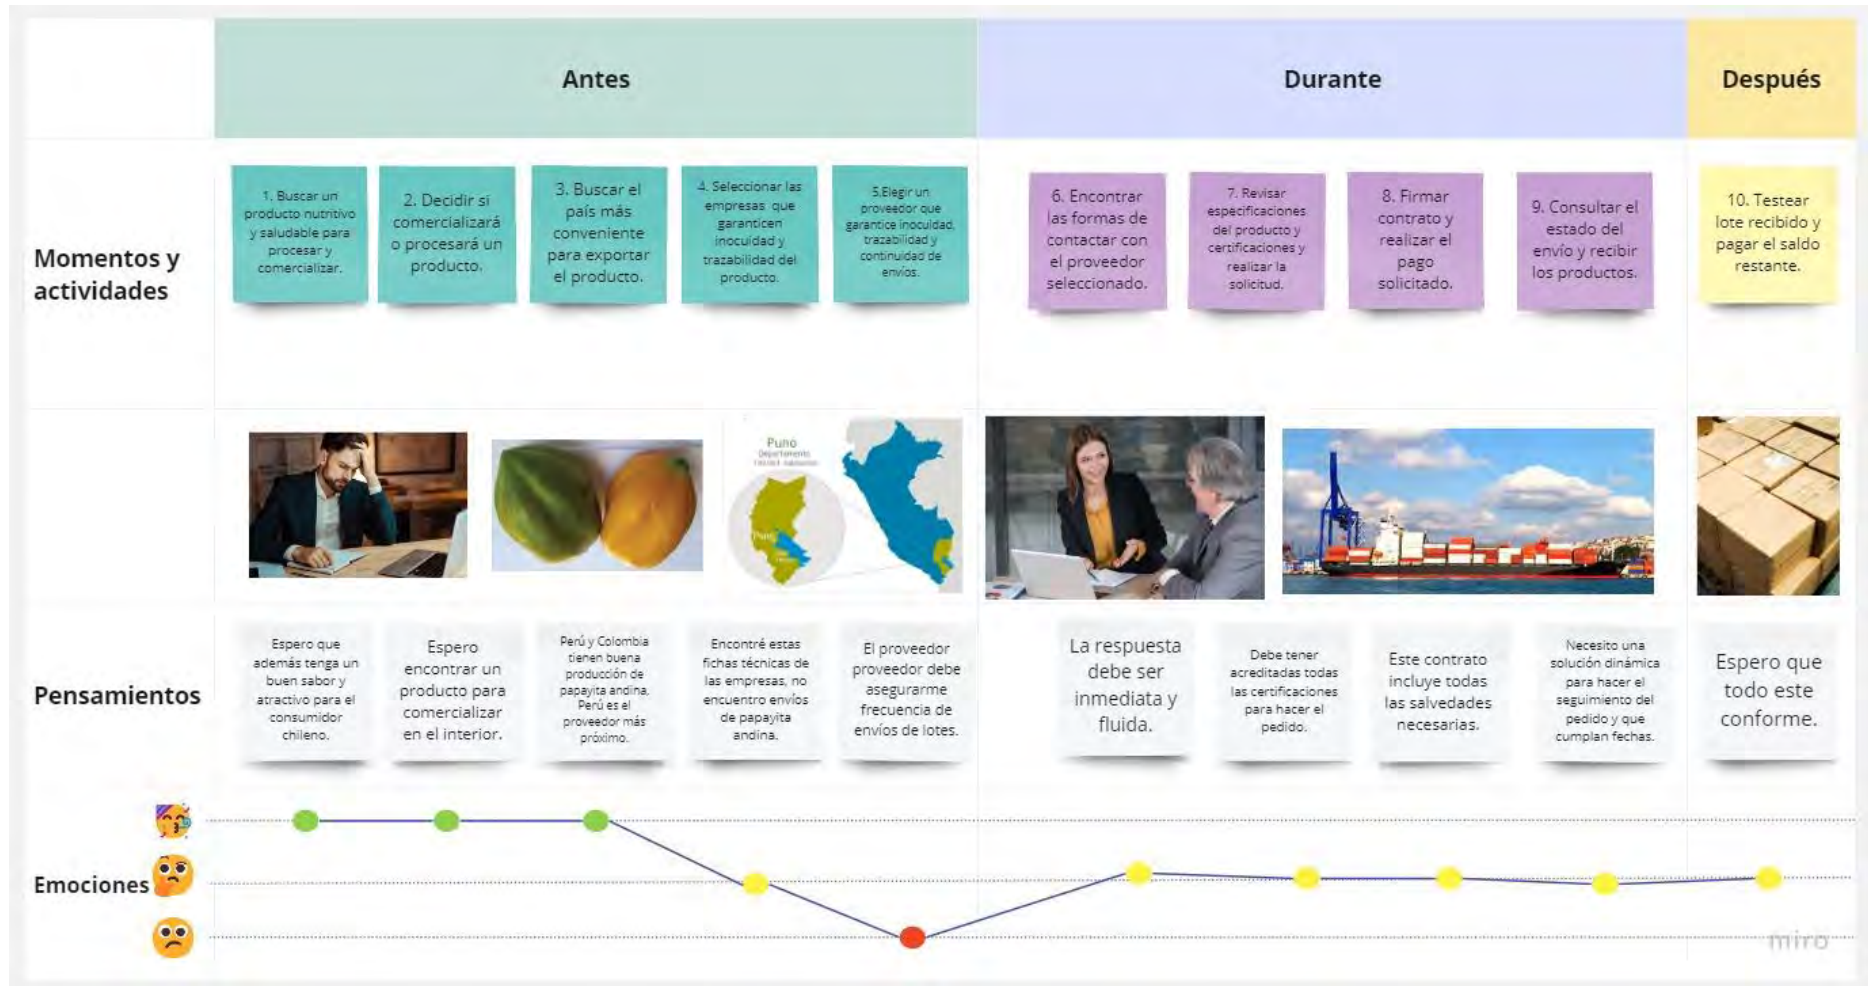 Antes
Durante
Después
Momentos y
actividades
1. Buscar un
producto nutritivo
y saludable para
procesar y
comercializar.
2. Decidir si
comercializará
o procesará un
producto.
3. Buscar el
país más
conveniente
para exportar
el producto.
4. Seleccionar las
empresas que
garanticen
inocuidad y
trazabilidad del
producto.
5.Elegir un
proveedor que
garantice inocuidad,
trazabilidad y
continuidad de
envíos.
6. Encontrar
las formas de
contactar con
el proveedor
seleccionado.
7. Revisar
especificaciones
del producto y
certificaciones y
realizar la
solicitud.
8. Firmar
contrato y
realizar el
pago
solicitado.
9. Consultar el
estado del
envío y recibir
los productos.
10. Testear
lote recibido y
pagar el saldo
restante.
Puno
Departamento
Puno
Pensamientos
Espero que
además tenga un
buen sabor y
atractivo para el
consumidor
chileno.
Espero
encontrar un
producto para
comercializar
en el interior.
Perú y Colombia
tienen buena
producción de
papayita andina.
Perú es el
proveedor más
próximo.
Encontré estas
fichas técnicas de
las empresas, no
encuentro envíos
de papayita
andina.
El proveedor
proveedor debe
asegurarme
frecuencia de
envíos de lotes.
La respuesta
debe ser
inmediata y
fluida.
Debe tener
acreditadas todas
las certificaciones
para hacer el
pedido.
Este contrato
incluye todas
las salvedades
necesarias.
Necesito una
solución dinámica
para hacer el
seguimiento del
pedido y que
cumplan fechas.
Espero que
todo este
conforme.
Emociones
miro